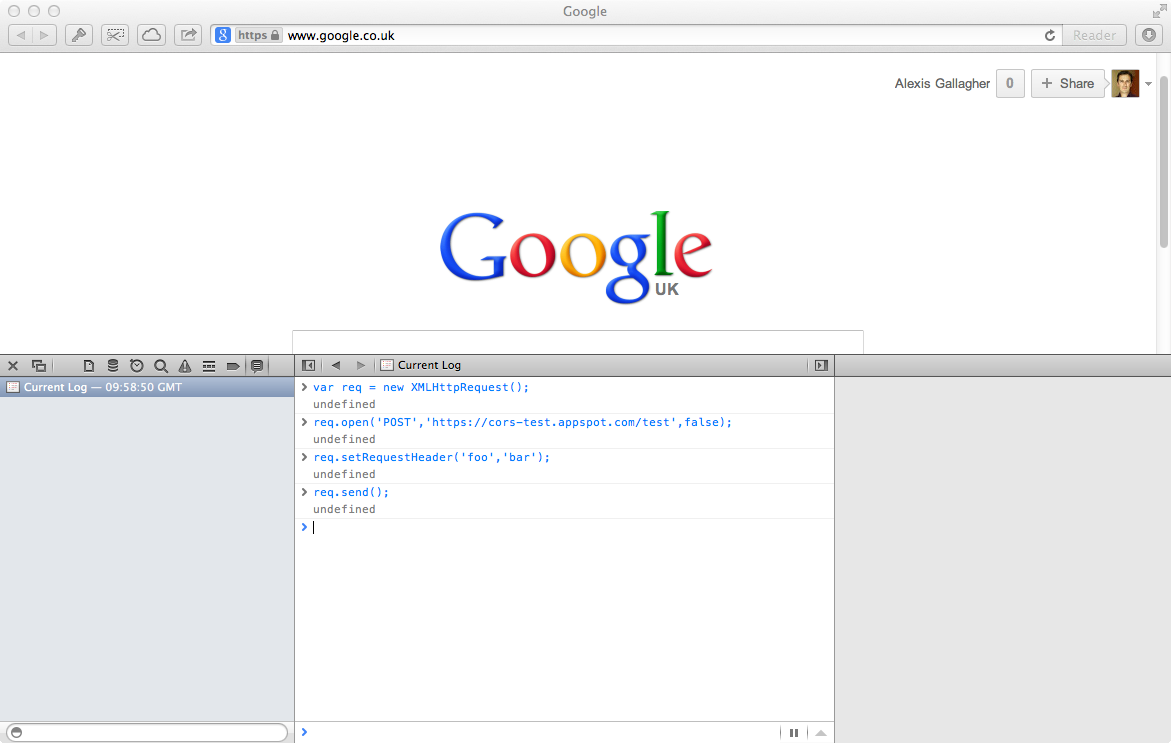 Google
https www.google.co.uk
Reader
Alexis Gallagher 0 + Share
Google
UK
Current Log
Current Log — 09:58:50 GMT
var req = new XMLHttpRequest();
undefined
req.open('POST','https://cors-test.appspot.com/test',false);
undefined
req.setRequestHeader('foo','bar');
undefined
req.send();
undefined